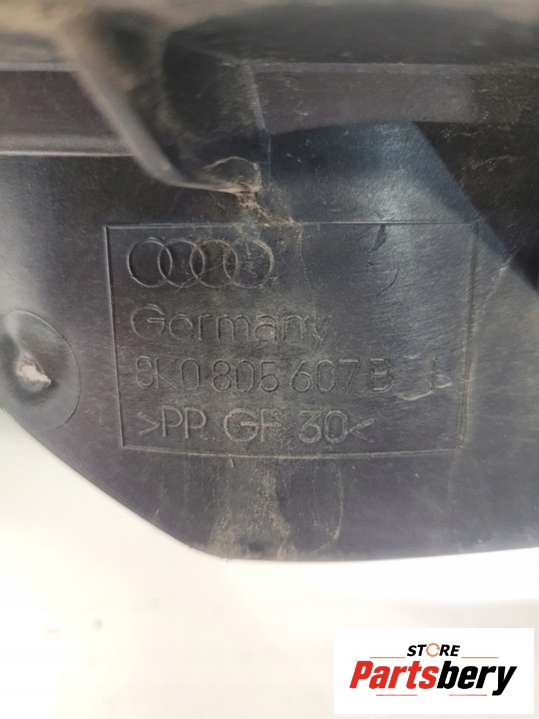 Germany
8K0 805 607 B L
>PP GF 30<
STORE
Partsbery